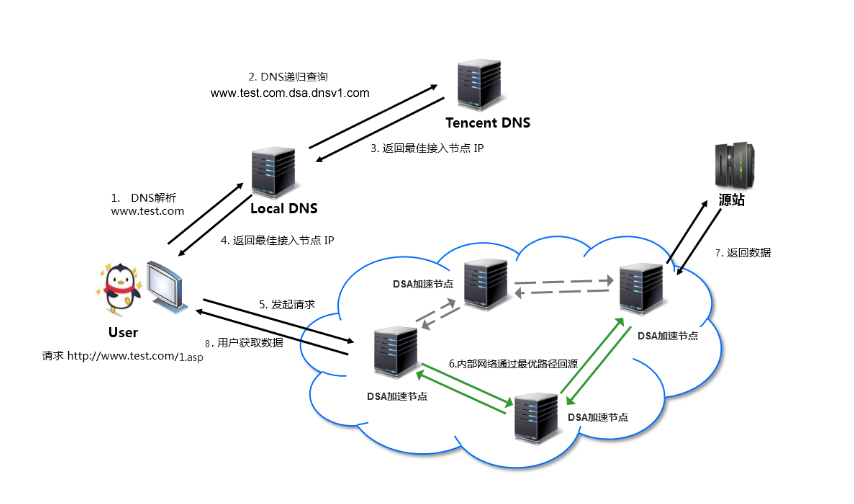 2. DNS递归查询
www.test.com.dsa.dnsv1.com
Tencent DNS
3. 返回最佳接入节点 IP
1. DNS解析
www.test.com
Local DNS
源站
4. 返回最佳接入节点 IP
7. 返回数据
DSA加速节点
5. 发起请求
User
8. 用户获取数据
DSA加速节点
请求 http://www.test.com/1.asp
6.内部网络通过最优路径回源
DSA加速节点
DSA加速节点